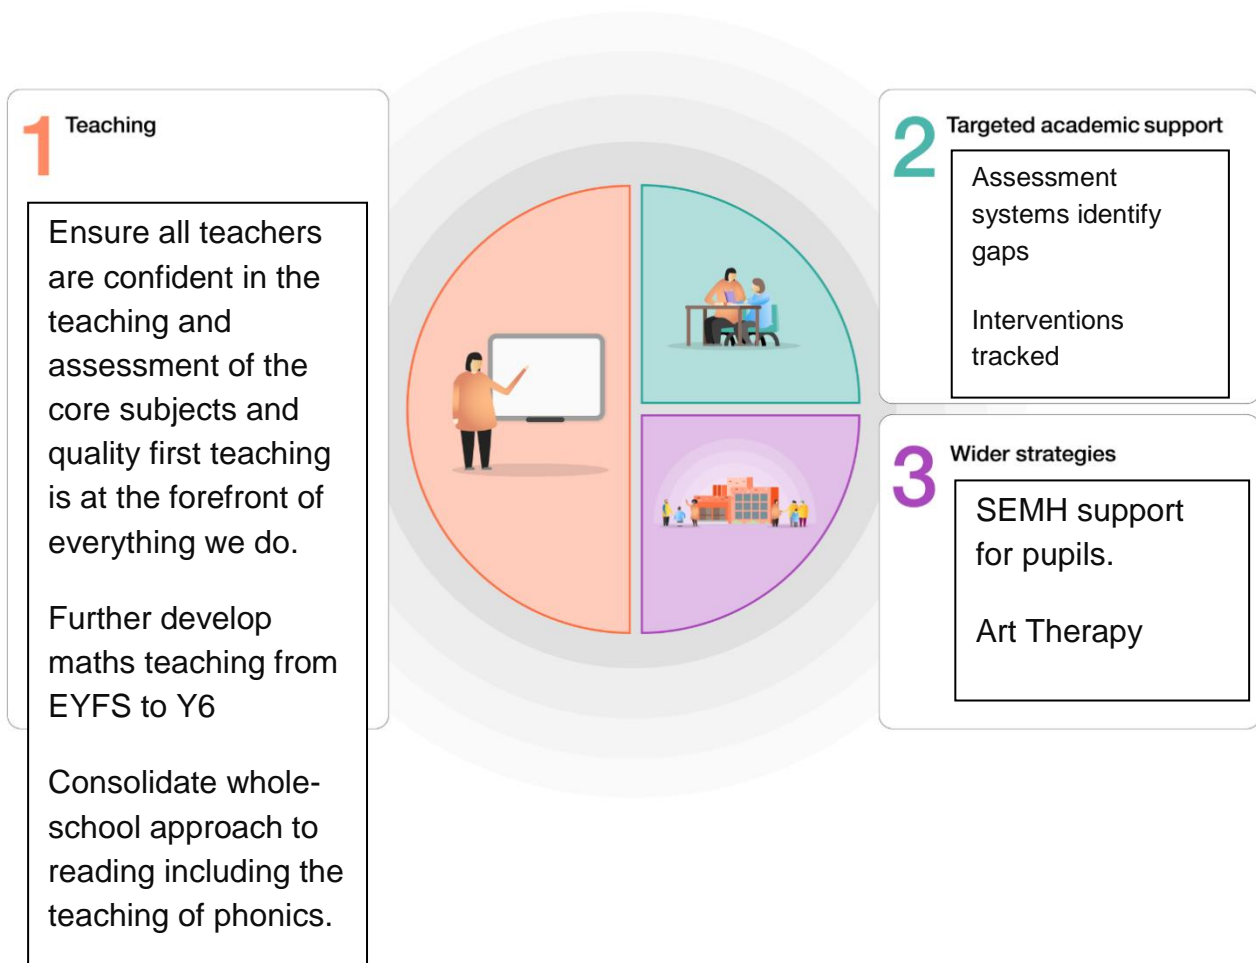 1 Teaching
Ensure all teachers
are confident in the
teaching and
assessment of the
core subjects and
quality first teaching
is at the forefront of
everything we do.
Further develop
maths teaching from
EYFS to Y6
Consolidate whole-
school approach to
reading including the
teaching of phonics.
2 Targeted academic support
Assessment
systems identify
gaps
Interventions
tracked
3 Wider strategies
SEMH support
for pupils.
Art Therapy